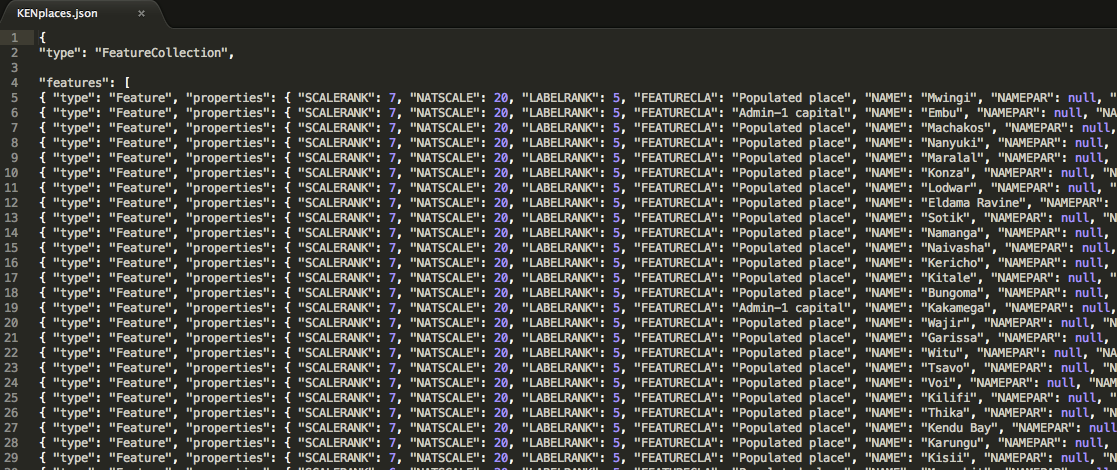 KENplaces.json ×
1 {
2 "type": "FeatureCollection",
3
4 "features": [
5 { "type": "Feature", "properties": { "SCALERANK": 7, "NATSCALE": 20, "LABELRANK": 5, "FEATURECLA": "Populated place", "NAME": "Mwingi", "NAMEPAR": null, "
6 { "type": "Feature", "properties": { "SCALERANK": 7, "NATSCALE": 20, "LABELRANK": 5, "FEATURECLA": "Admin-1 capital", "NAME": "Embu", "NAMEPAR": null, "NA
7 { "type": "Feature", "properties": { "SCALERANK": 7, "NATSCALE": 20, "LABELRANK": 5, "FEATURECLA": "Populated place", "NAME": "Machakos", "NAMEPAR": null,
8 { "type": "Feature", "properties": { "SCALERANK": 7, "NATSCALE": 20, "LABELRANK": 5, "FEATURECLA": "Populated place", "NAME": "Nanyuki", "NAMEPAR": null,
9 { "type": "Feature", "properties": { "SCALERANK": 7, "NATSCALE": 20, "LABELRANK": 5, "FEATURECLA": "Populated place", "NAME": "Maralal", "NAMEPAR": null,
10 { "type": "Feature", "properties": { "SCALERANK": 7, "NATSCALE": 20, "LABELRANK": 5, "FEATURECLA": "Populated place", "NAME": "Konza", "NAMEPAR": null, "N
11 { "type": "Feature", "properties": { "SCALERANK": 7, "NATSCALE": 20, "LABELRANK": 5, "FEATURECLA": "Populated place", "NAME": "Lodwar", "NAMEPAR": null, "
12 { "type": "Feature", "properties": { "SCALERANK": 7, "NATSCALE": 20, "LABELRANK": 5, "FEATURECLA": "Populated place", "NAME": "Eldama Ravine", "NAMEPAR":
13 { "type": "Feature", "properties": { "SCALERANK": 7, "NATSCALE": 20, "LABELRANK": 5, "FEATURECLA": "Populated place", "NAME": "Sotik", "NAMEPAR": null, "N
14 { "type": "Feature", "properties": { "SCALERANK": 7, "NATSCALE": 20, "LABELRANK": 5, "FEATURECLA": "Populated place", "NAME": "Namanga", "NAMEPAR": null,
15 { "type": "Feature", "properties": { "SCALERANK": 7, "NATSCALE": 20, "LABELRANK": 5, "FEATURECLA": "Populated place", "NAME": "Naivasha", "NAMEPAR": null,
16 { "type": "Feature", "properties": { "SCALERANK": 7, "NATSCALE": 20, "LABELRANK": 5, "FEATURECLA": "Populated place", "NAME": "Kericho", "NAMEPAR": null,
17 { "type": "Feature", "properties": { "SCALERANK": 7, "NATSCALE": 20, "LABELRANK": 5, "FEATURECLA": "Populated place", "NAME": "Kitale", "NAMEPAR": null, "
18 { "type": "Feature", "properties": { "SCALERANK": 7, "NATSCALE": 20, "LABELRANK": 5, "FEATURECLA": "Populated place", "NAME": "Bungoma", "NAMEPAR": null,
19 { "type": "Feature", "properties": { "SCALERANK": 7, "NATSCALE": 20, "LABELRANK": 5, "FEATURECLA": "Admin-1 capital", "NAME": "Kakamega", "NAMEPAR": null,
20 { "type": "Feature", "properties": { "SCALERANK": 7, "NATSCALE": 20, "LABELRANK": 5, "FEATURECLA": "Populated place", "NAME": "Wajir", "NAMEPAR": null, "N
21 { "type": "Feature", "properties": { "SCALERANK": 7, "NATSCALE": 20, "LABELRANK": 5, "FEATURECLA": "Populated place", "NAME": "Garissa", "NAMEPAR": null,
22 { "type": "Feature", "properties": { "SCALERANK": 7, "NATSCALE": 20, "LABELRANK": 5, "FEATURECLA": "Populated place", "NAME": "Witu", "NAMEPAR": null, "NA
23 { "type": "Feature", "properties": { "SCALERANK": 7, "NATSCALE": 20, "LABELRANK": 5, "FEATURECLA": "Populated place", "NAME": "Tsavo", "NAMEPAR": null, "N
24 { "type": "Feature", "properties": { "SCALERANK": 7, "NATSCALE": 20, "LABELRANK": 5, "FEATURECLA": "Populated place", "NAME": "Voi", "NAMEPAR": null, "NAM
25 { "type": "Feature", "properties": { "SCALERANK": 7, "NATSCALE": 20, "LABELRANK": 5, "FEATURECLA": "Populated place", "NAME": "Kilifi", "NAMEPAR": null, "
26 { "type": "Feature", "properties": { "SCALERANK": 7, "NATSCALE": 20, "LABELRANK": 5, "FEATURECLA": "Populated place", "NAME": "Thika", "NAMEPAR": null, "N
27 { "type": "Feature", "properties": { "SCALERANK": 7, "NATSCALE": 20, "LABELRANK": 5, "FEATURECLA": "Populated place", "NAME": "Kendu Bay", "NAMEPAR": null
28 { "type": "Feature", "properties": { "SCALERANK": 7, "NATSCALE": 20, "LABELRANK": 5, "FEATURECLA": "Populated place", "NAME": "Karungu", "NAMEPAR": null,
29 { "type": "Feature", "properties": { "SCALERANK": 7, "NATSCALE": 20, "LABELRANK": 5, "FEATURECLA": "Populated place", "NAME": "Kisii", "NAMEPAR": null, "N